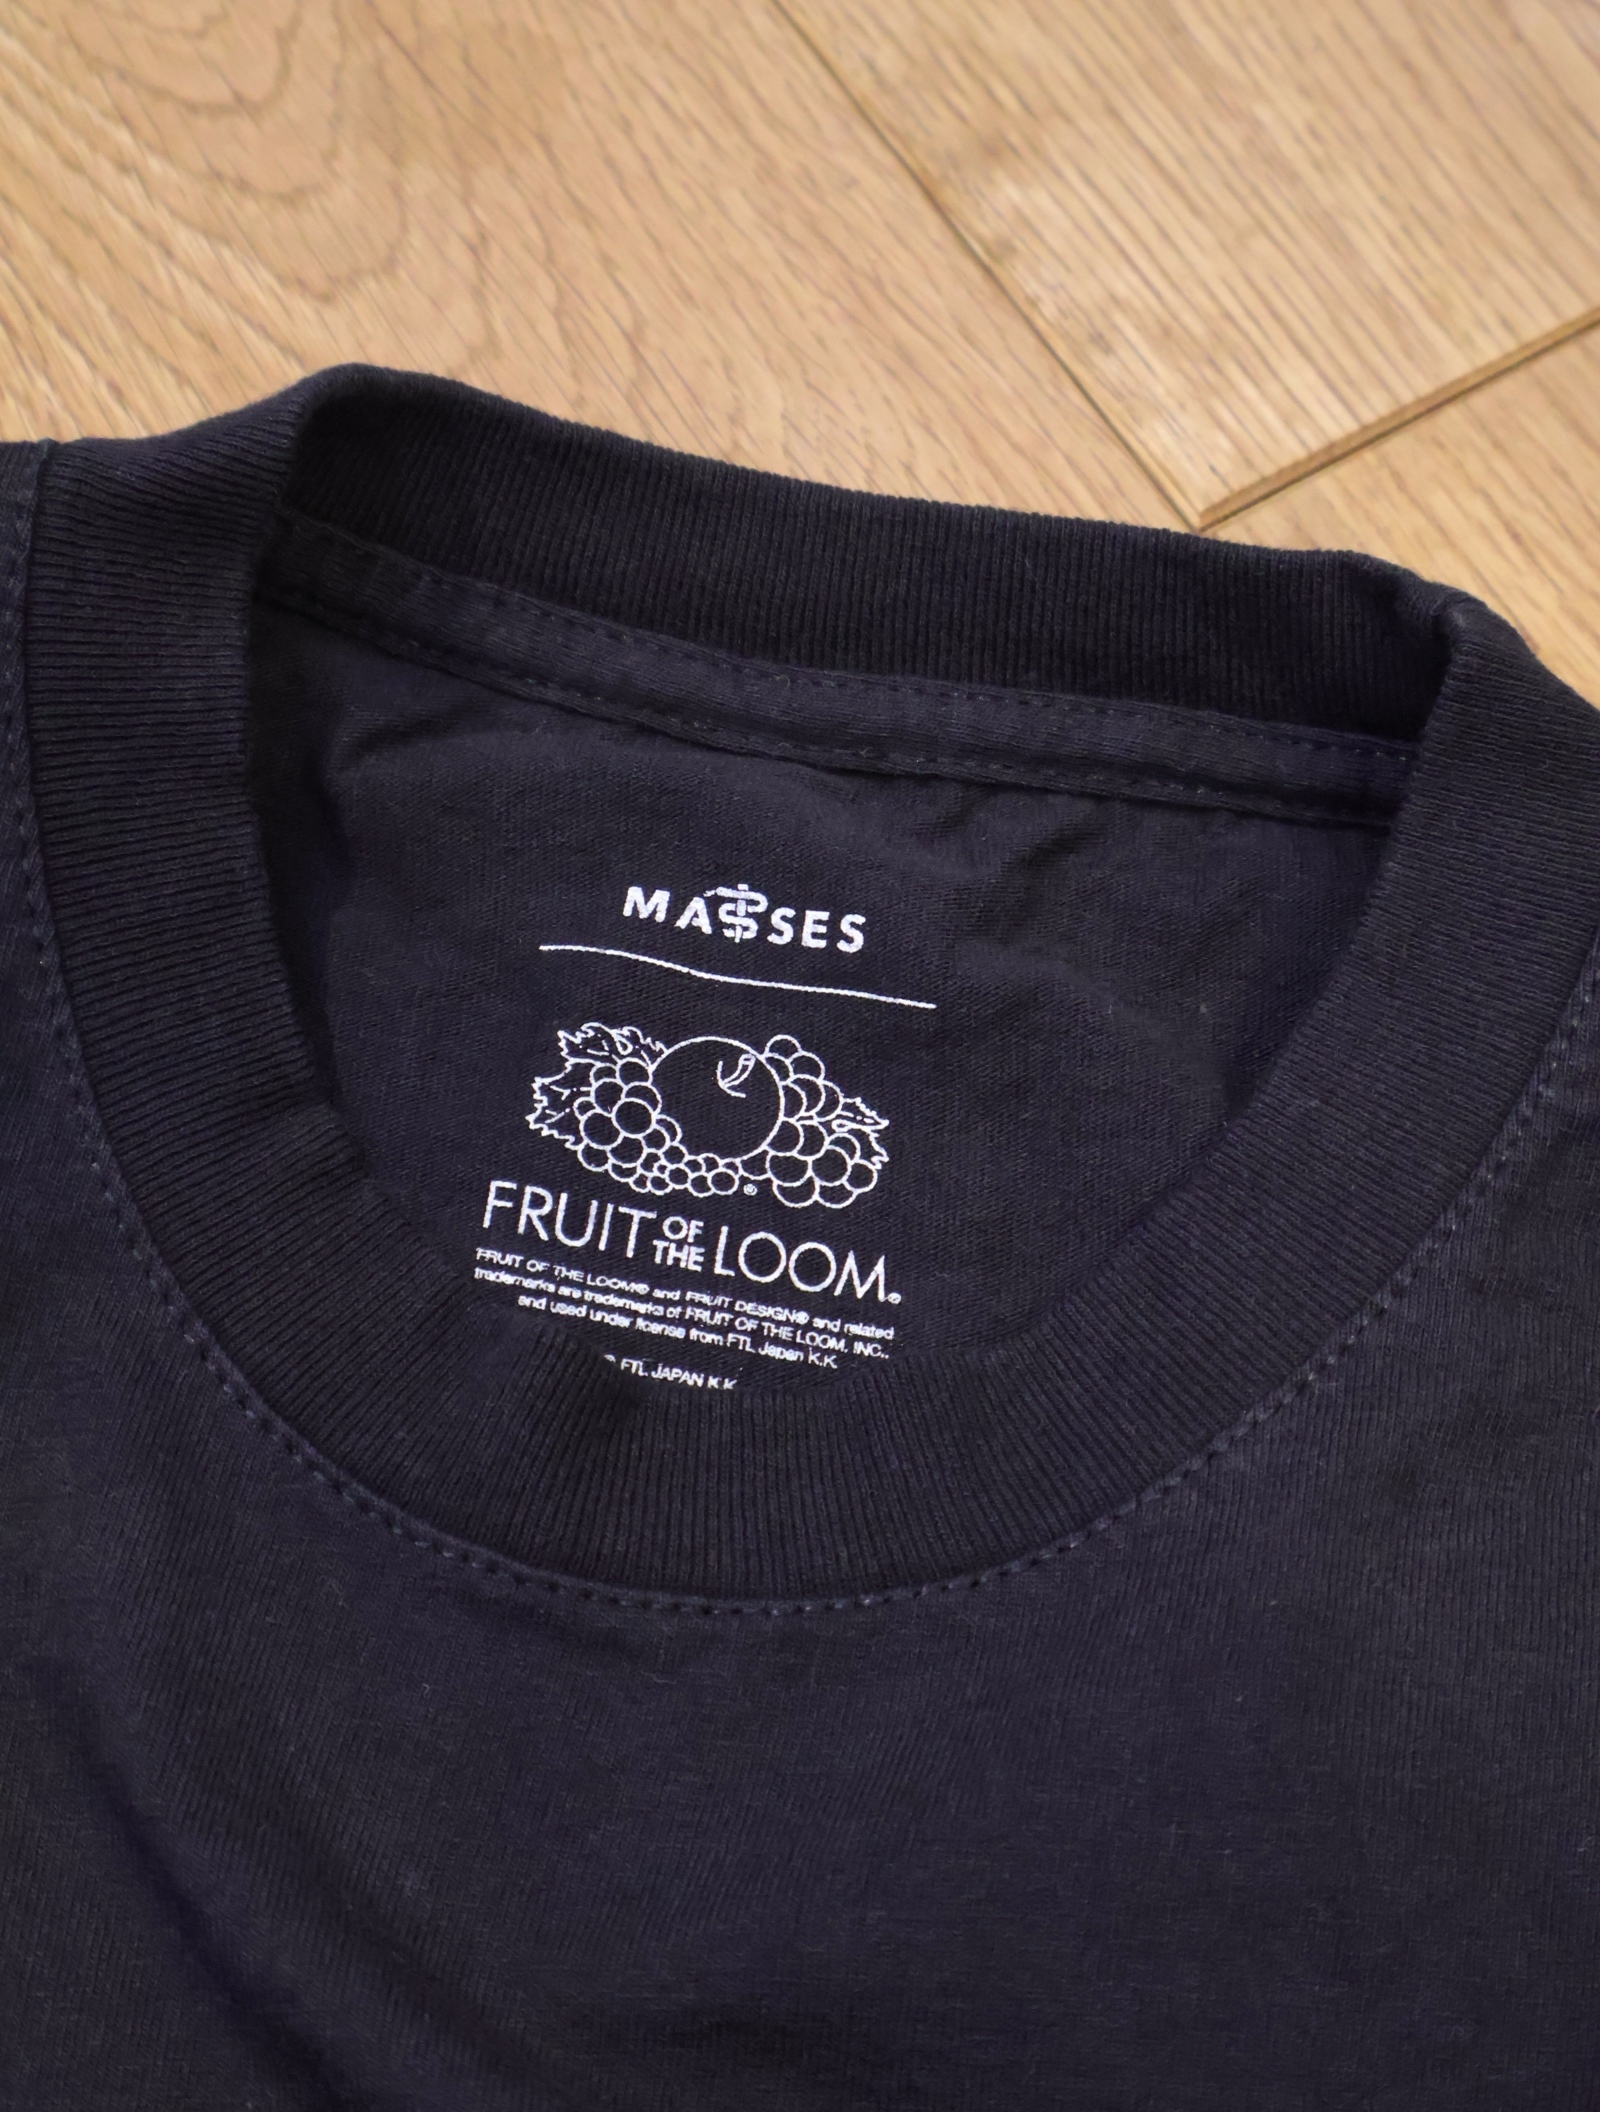 MASSES
FRUIT OF THE LOOM®
FRUIT OF THE LOOM® and FRUIT DESIGN® and related
trademarks are trademarks of FRUIT OF THE LOOM, INC.,
and used under license from FTL Japan K.K
© FTL JAPAN K.K